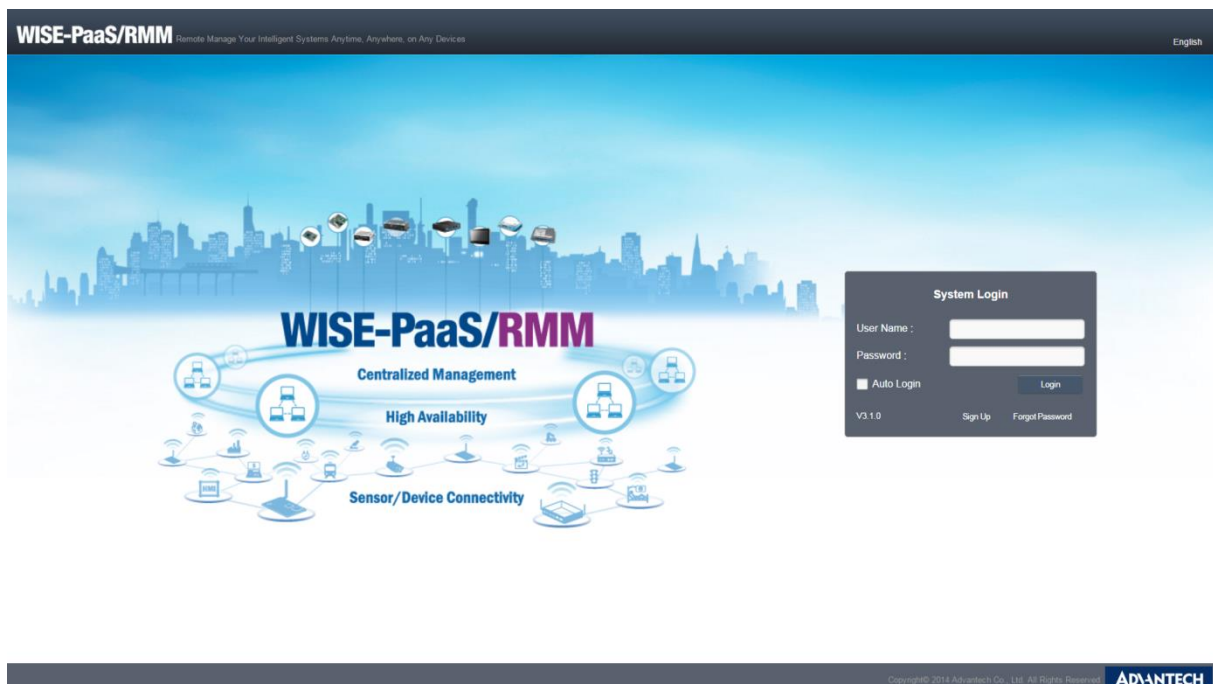 WISE-PaaS/RMM Remote Manage Your Intelligent Systems Anytime, Anywhere, on Any Devices
English
WISE-PaaS/RMM
Centralized Management
High Availability
Sensor/Device Connectivity
System Login
User Name :
Password :
Auto Login Login
V3.1.0 Sign Up Forgot Password
Copyright© 2014 Advantech Co., Ltd. All Rights Reserved ADVANTECH